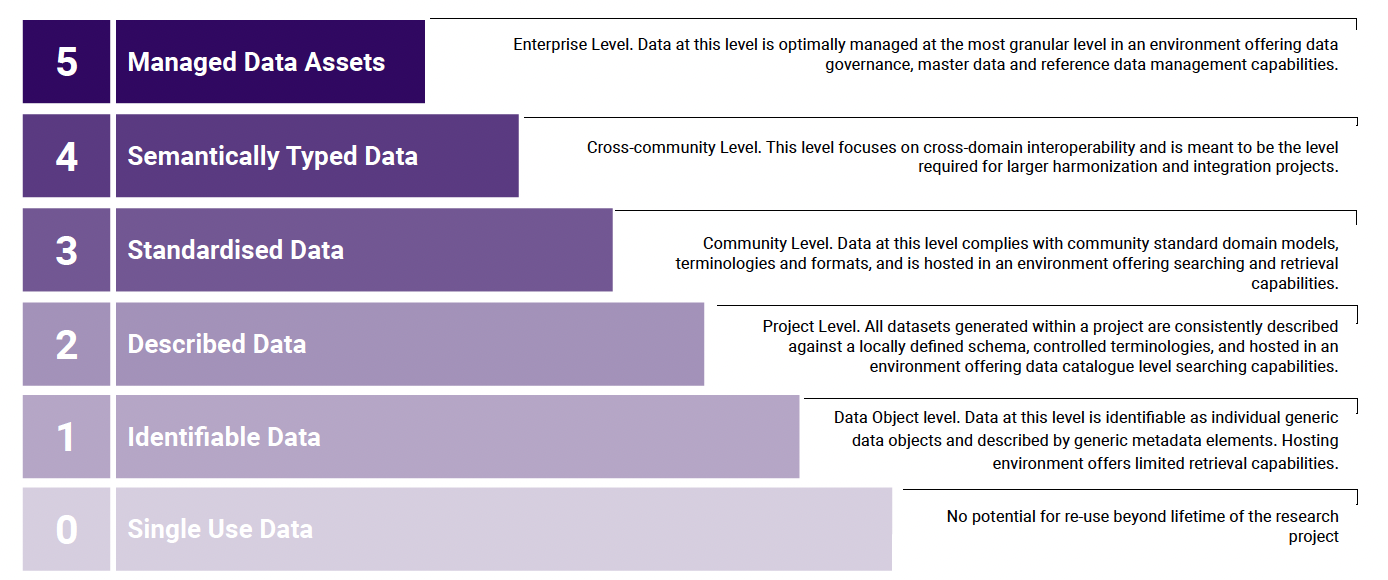 5
Managed Data Assets
Enterprise Level. Data at this level is optimally managed at the most granular level in an environment offering data
governance, master data and reference data management capabilities.
4
Semantically Typed Data
Cross-community Level. This level focuses on cross-domain interoperability and is meant to be the level
required for larger harmonization and integration projects.
3
Standardised Data
Community Level. Data at this level complies with community standard domain models,
terminologies and formats, and is hosted in an environment offering searching and retrieval
capabilities.
2
Described Data
Project Level. All datasets generated within a project are consistently described
against a locally defined schema, controlled terminologies, and hosted in an
environment offering data catalogue level searching capabilities.
1
Identifiable Data
Data Object level. Data at this level is identifiable as individual generic
data objects and described by generic metadata elements. Hosting
environment offers limited retrieval capabilities.
0
Single Use Data
No potential for re-use beyond lifetime of the research
project